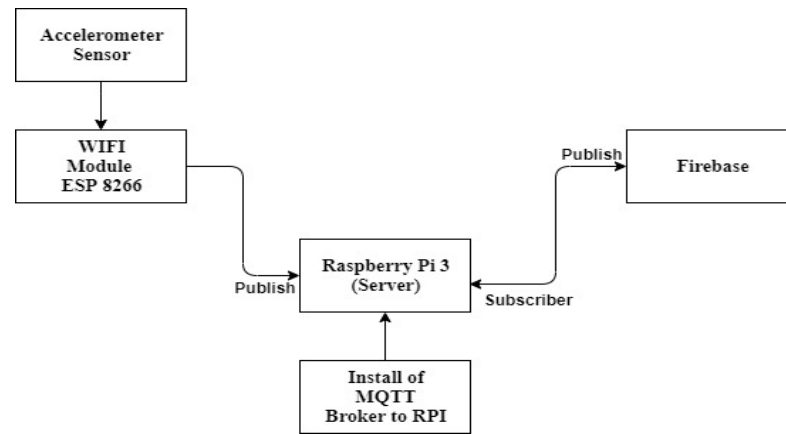 Accelerometer
Sensor
WIFI
Module
ESP 8266
Publish
Firebase
Raspberry Pi 3
(Server)
Publish
Subscriber
Install of
MQTT
Broker to RPI